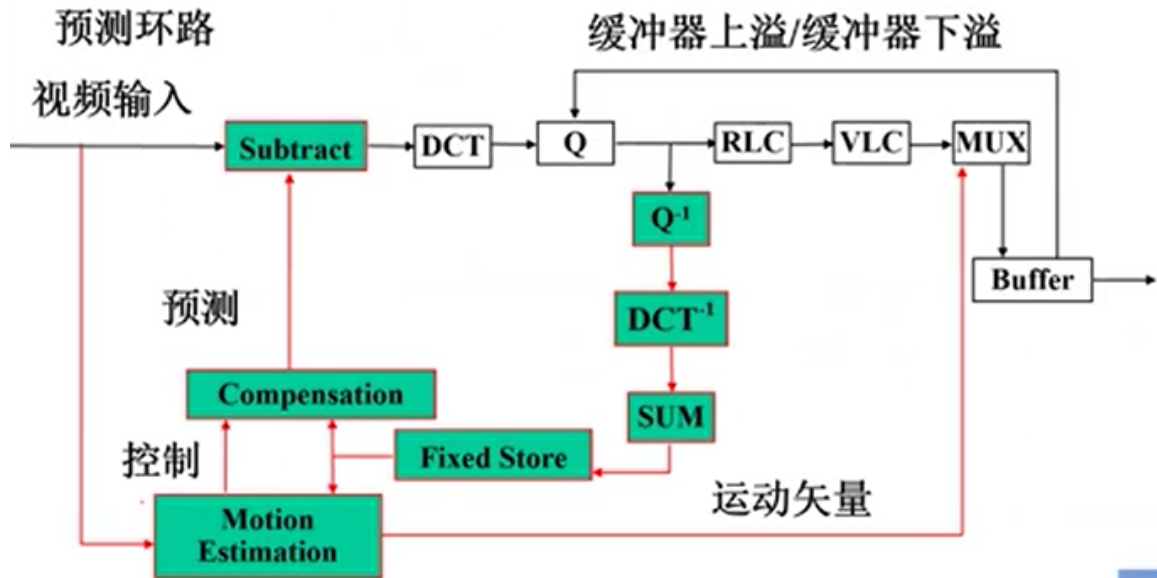 预测环路
缓冲器上溢/缓冲器下溢
视频输入
Subtract
DCT
Q
RLC
VLC
MUX
Q-1
Buffer
预测
DCT-1
Compensation
SUM
控制
Fixed Store
运动矢量
Motion
Estimation